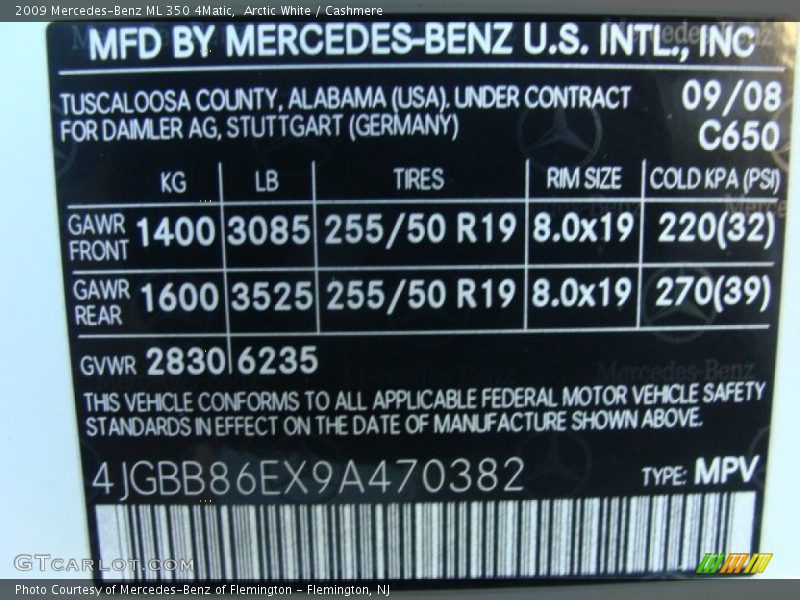 2009 Mercedes-Benz ML 350 4Matic, Arctic White / Cashmere
MFD BY MERCEDES-BENZ U.S. INTL., INC
TUSCALOOSA COUNTY, ALABAMA (USA). UNDER CONTRACT 09/08
FOR DAIMLER AG, STUTTGART (GERMANY) C650
KG LB TIRES RIM SIZE COLD KPA (PSI)
GAWR FRONT 1400 3085 255/50 R19 8.0x19 220(32)
GAWR REAR 1600 3525 255/50 R19 8.0x19 270(39)
GVWR 2830 6235
THIS VEHICLE CONFORMS TO ALL APPLICABLE FEDERAL MOTOR VEHICLE SAFETY
STANDARDS IN EFFECT ON THE DATE OF MANUFACTURE SHOWN ABOVE.
4JGBB86EX9A470382 TYPE: MPV
GTcarlot.com
Photo Courtesy of Mercedes-Benz of Flemington - Flemington, NJ